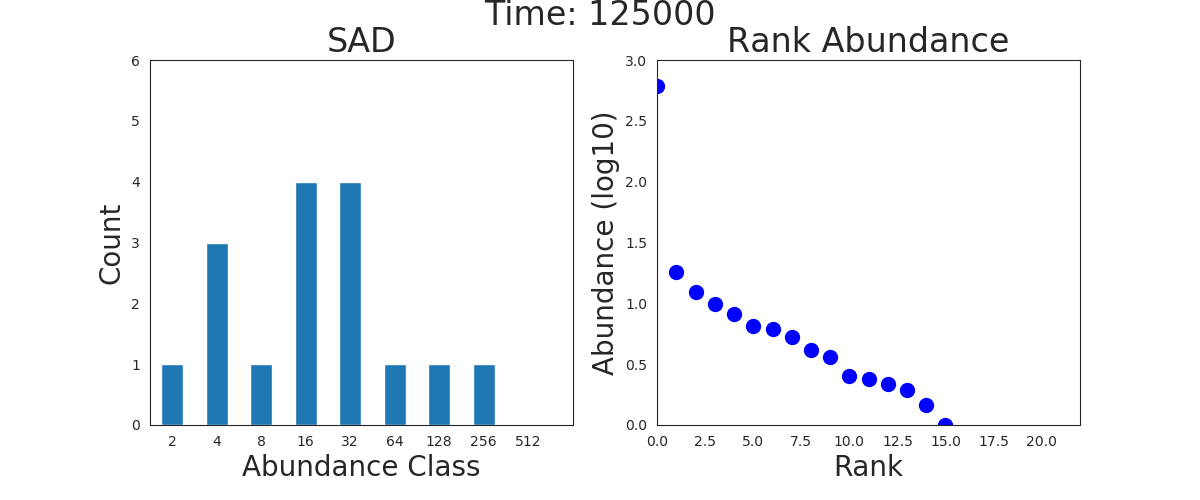 Time: 125000
SAD
6
5
4
3
2
1
0
Count
2 4 8 16 32 64 128 256 512
Abundance Class
Rank Abundance
3.0
2.5
2.0
1.5
1.0
0.5
0.0
Abundance (log10)
0.0 2.5 5.0 7.5 10.0 12.5 15.0 17.5 20.0
Rank